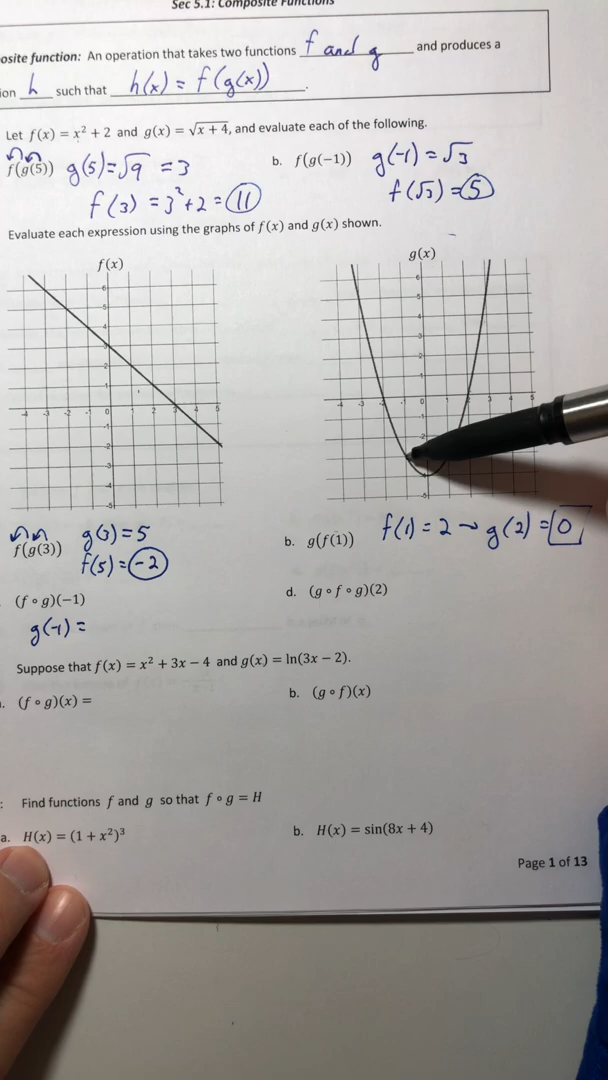 Sec 5.1: Composite Functions
osite function: An operation that takes two functions f and g and produces a
ion h such that h(x) = f(g(x)).
Let f(x) = x² + 2 and g(x) = √x + 4, and evaluate each of the following.
f(g(5)) g(5)=√9 =3
f(3) =3²+2 = 11
b. f(g(−1)) g(-1) = √3
f(√3) = 5
Evaluate each expression using the graphs of f(x) and g(x) shown.
f(x)
g(x)
f(g(3)) g(3)=5
f(5)=-2
b. g(f(1)) f(1) = 2 ~ g(2) = 0
(f ∘ g)(−1)
g(-1) =
d. (g ∘ f ∘ g)(2)
Suppose that f(x) = x² + 3x − 4 and g(x) = ln(3x − 2).
. (f ∘ g)(x) =
b. (g ∘ f)(x)
: Find functions f and g so that f ∘ g = H
a. H(x) = (1 + x²)³
b. H(x) = sin(8x + 4)
Page 1 of 13